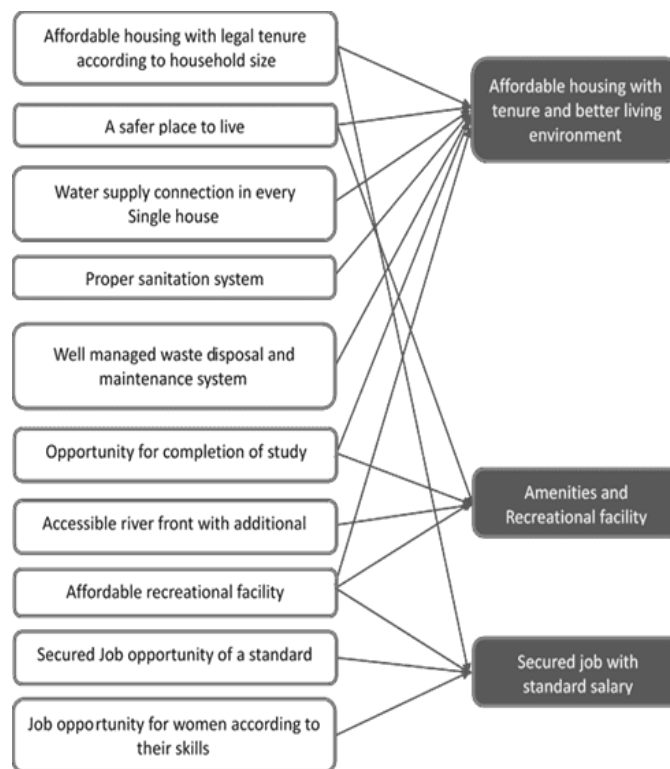 Affordable housing with legal tenure
according to household size
A safer place to live
Water supply connection in every
Single house
Proper sanitation system
Well managed waste disposal and
maintenance system
Opportunity for completion of study
Accessible river front with additional
Affordable recreational facility
Secured Job opportunity of a standard
Job opportunity for women according to
their skills
Affordable housing with
tenure and better living
environment
Amenities and
Recreational facility
Secured job with
standard salary